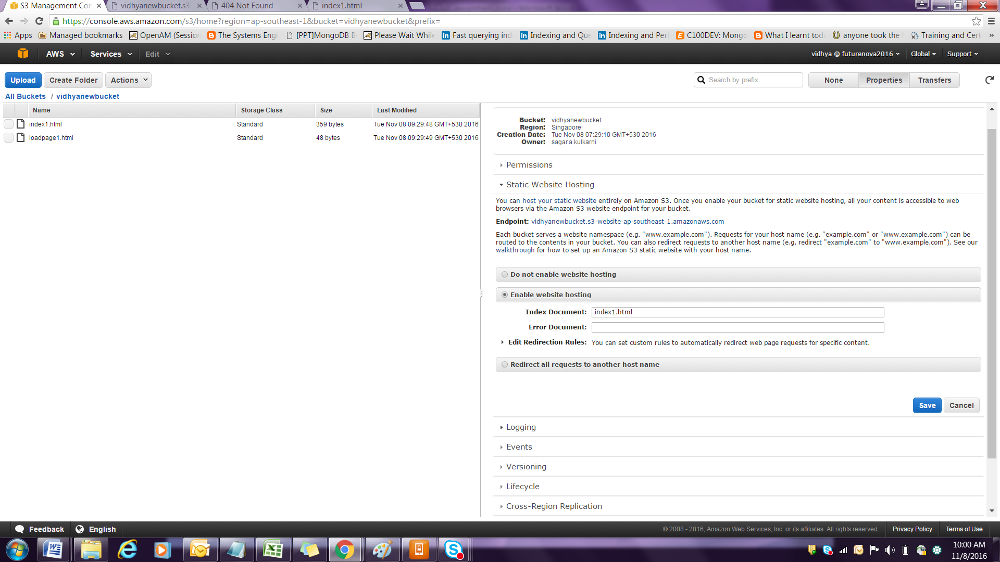 S3 Management Con
vidhyanewbucket.s3-
404 Not Found
index1.html
https://console.aws.amazon.com/s3/home?region=ap-southeast-1&bucket=vidhyanewbucket&prefix=
Apps Managed bookmarks OpenAM (Session The Systems Engi [PPT]MongoDB B Please Wait While Fast querying ind Indexing and Que Indexing and Perf C100DEV: Mongo What I learnt tod anyone took the Training and Cert »
AWS Services Edit vidhya @ futurenova2016 Global Support
Upload Create Folder Actions Search by prefix None Properties Transfers
All Buckets / vidhyanewbucket
Name Storage Class Size Last Modified
index1.html Standard 359 bytes Tue Nov 08 09:29:48 GMT+530 2016
loadpage1.html Standard 48 bytes Tue Nov 08 09:29:49 GMT+530 2016
Bucket: vidhyanewbucket
Region: Singapore
Creation Date: Tue Nov 08 07:29:10 GMT+530 2016
Owner: sagar.a.kulkarni
Permissions
Static Website Hosting
You can host your static website entirely on Amazon S3. Once you enable your bucket for static website hosting, all your content is accessible to web
browsers via the Amazon S3 website endpoint for your bucket.
Endpoint: vidhyanewbucket.s3-website-ap-southeast-1.amazonaws.com
Each bucket serves a website namespace (e.g. "www.example.com"). Requests for your host name (e.g. "example.com" or "www.example.com") can be
routed to the contents in your bucket. You can also redirect requests to another host name (e.g. redirect "example.com" to "www.example.com"). See our
walkthrough for how to set up an Amazon S3 static website with your host name.
Do not enable website hosting
Enable website hosting
Index Document: index1.html
Error Document:
Edit Redirection Rules: You can set custom rules to automatically redirect web page requests for specific content.
Redirect all requests to another host name
Save Cancel
Logging
Events
Versioning
Lifecycle
Cross-Region Replication
Feedback English © 2008 - 2016, Amazon Web Services, Inc. or its affiliates. All rights reserved. Privacy Policy Terms of Use
10:00 AM
11/8/2016